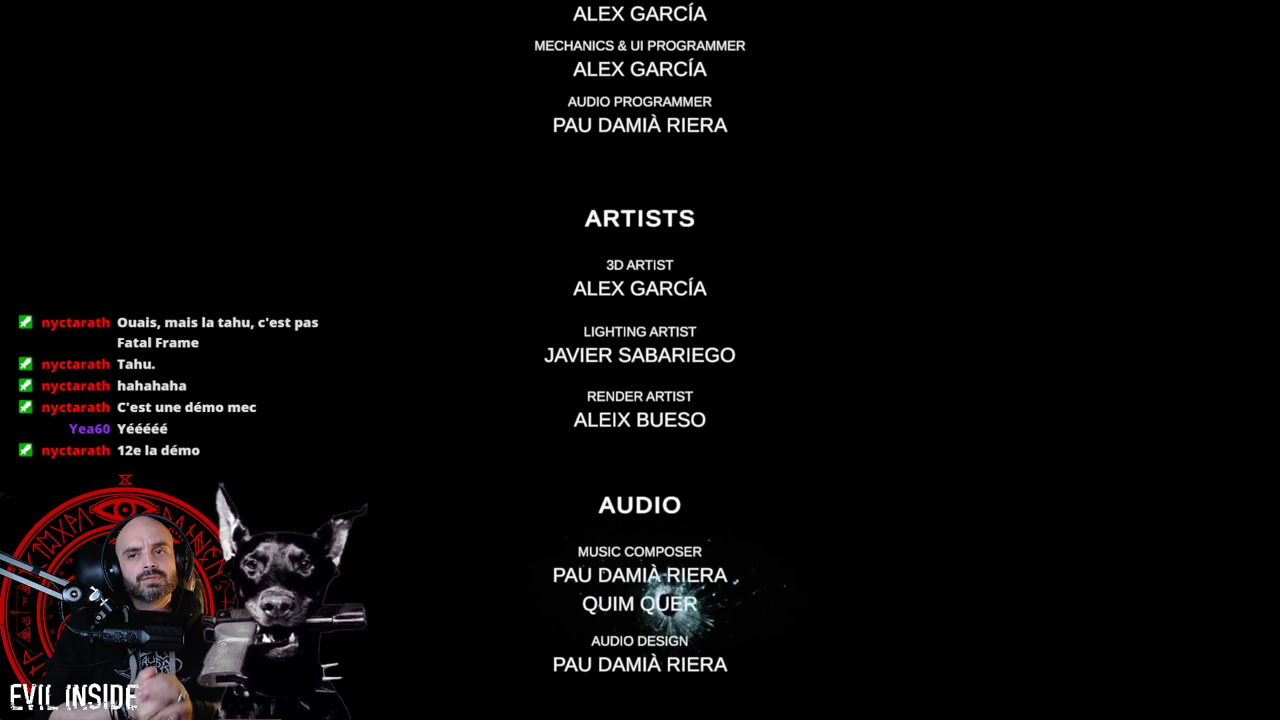 ALEX GARCÍA
MECHANICS & UI PROGRAMMER
ALEX GARCÍA
AUDIO PROGRAMMER
PAU DAMIÀ RIERA
ARTISTS
3D ARTIST
ALEX GARCÍA
LIGHTING ARTIST
JAVIER SABARIEGO
RENDER ARTIST
ALEIX BUESO
AUDIO
MUSIC COMPOSER
PAU DAMIÀ RIERA
QUIM QUER
AUDIO DESIGN
PAU DAMIÀ RIERA
nyctarath Ouais, mais la tahu, c'est pas
Fatal Frame
nyctarath Tahu.
nyctarath hahahaha
nyctarath C'est une démo mec
Yea60 Yééééé
nyctarath 12e la démo
EVIL INSIDE